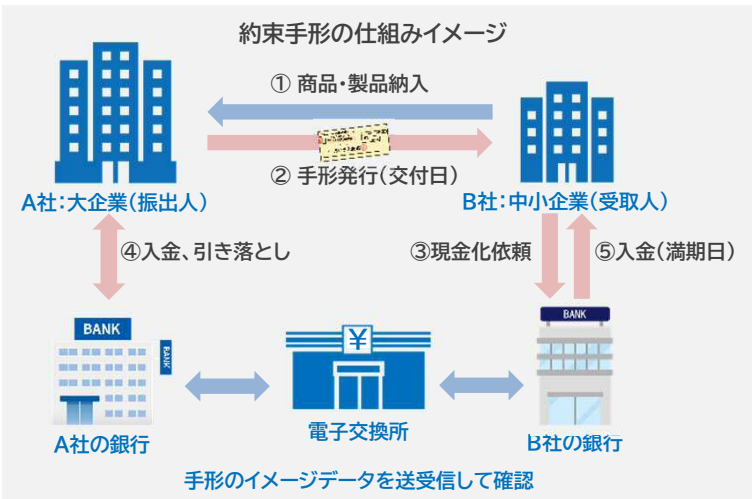 約束手形の仕組みイメージ
① 商品・製品納入
② 手形発行(交付日)
A社:大企業(振出人)
B社:中小企業(受取人)
④入金、引き落とし
③現金化依頼
⑤入金(満期日)
BANK
BANK
¥
BANK
A社の銀行
電子交換所
B社の銀行
手形のイメージデータを送受信して確認